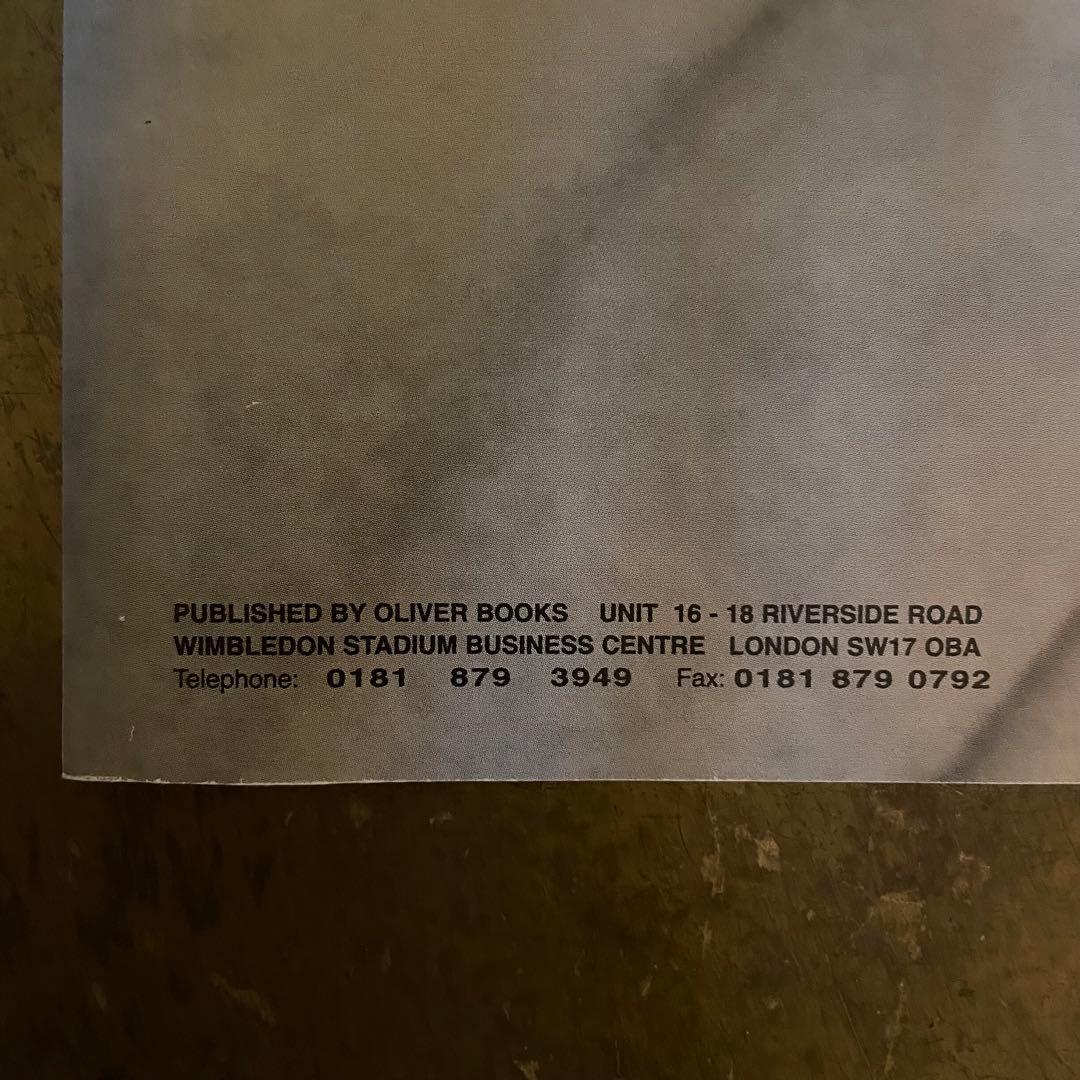 PUBLISHED BY OLIVER BOOKS UNIT 16 - 18 RIVERSIDE ROAD
WIMBLEDON STADIUM BUSINESS CENTRE LONDON SW17 OBA
Telephone: 0181 879 3949 Fax: 0181 879 0792